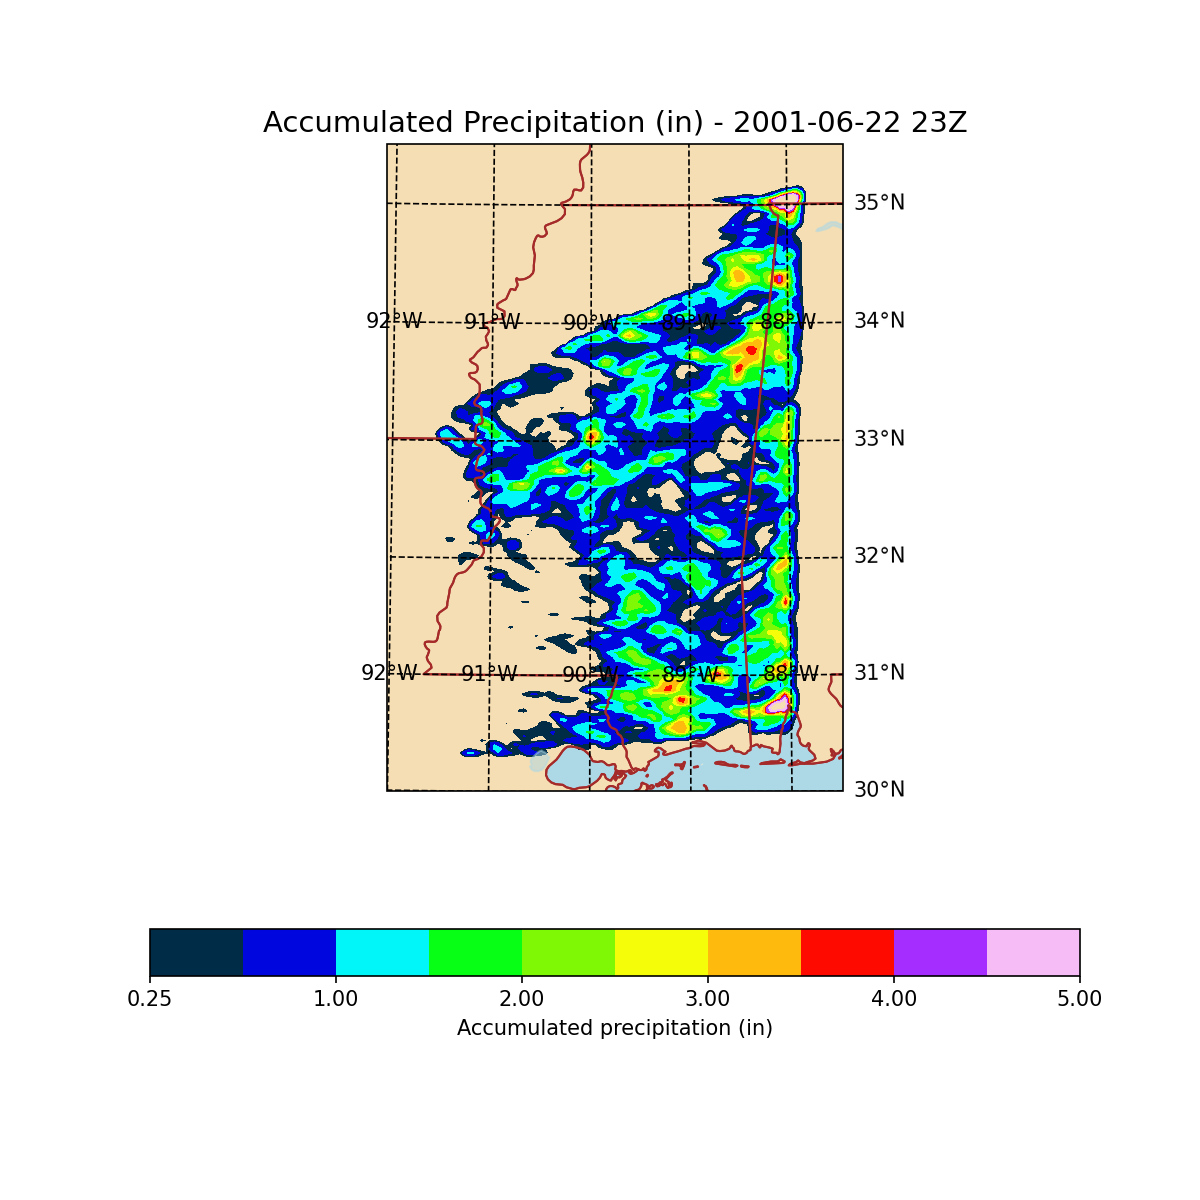 Accumulated Precipitation (in) - 2001-06-22 23Z
35°N
92°W 91°W 90°W 89°W 88°W 34°N
33°N
32°N
92°W 91°W 90°W 89°W 88°W 31°N
30°N
0.25 1.00 2.00 3.00 4.00 5.00
Accumulated precipitation (in)